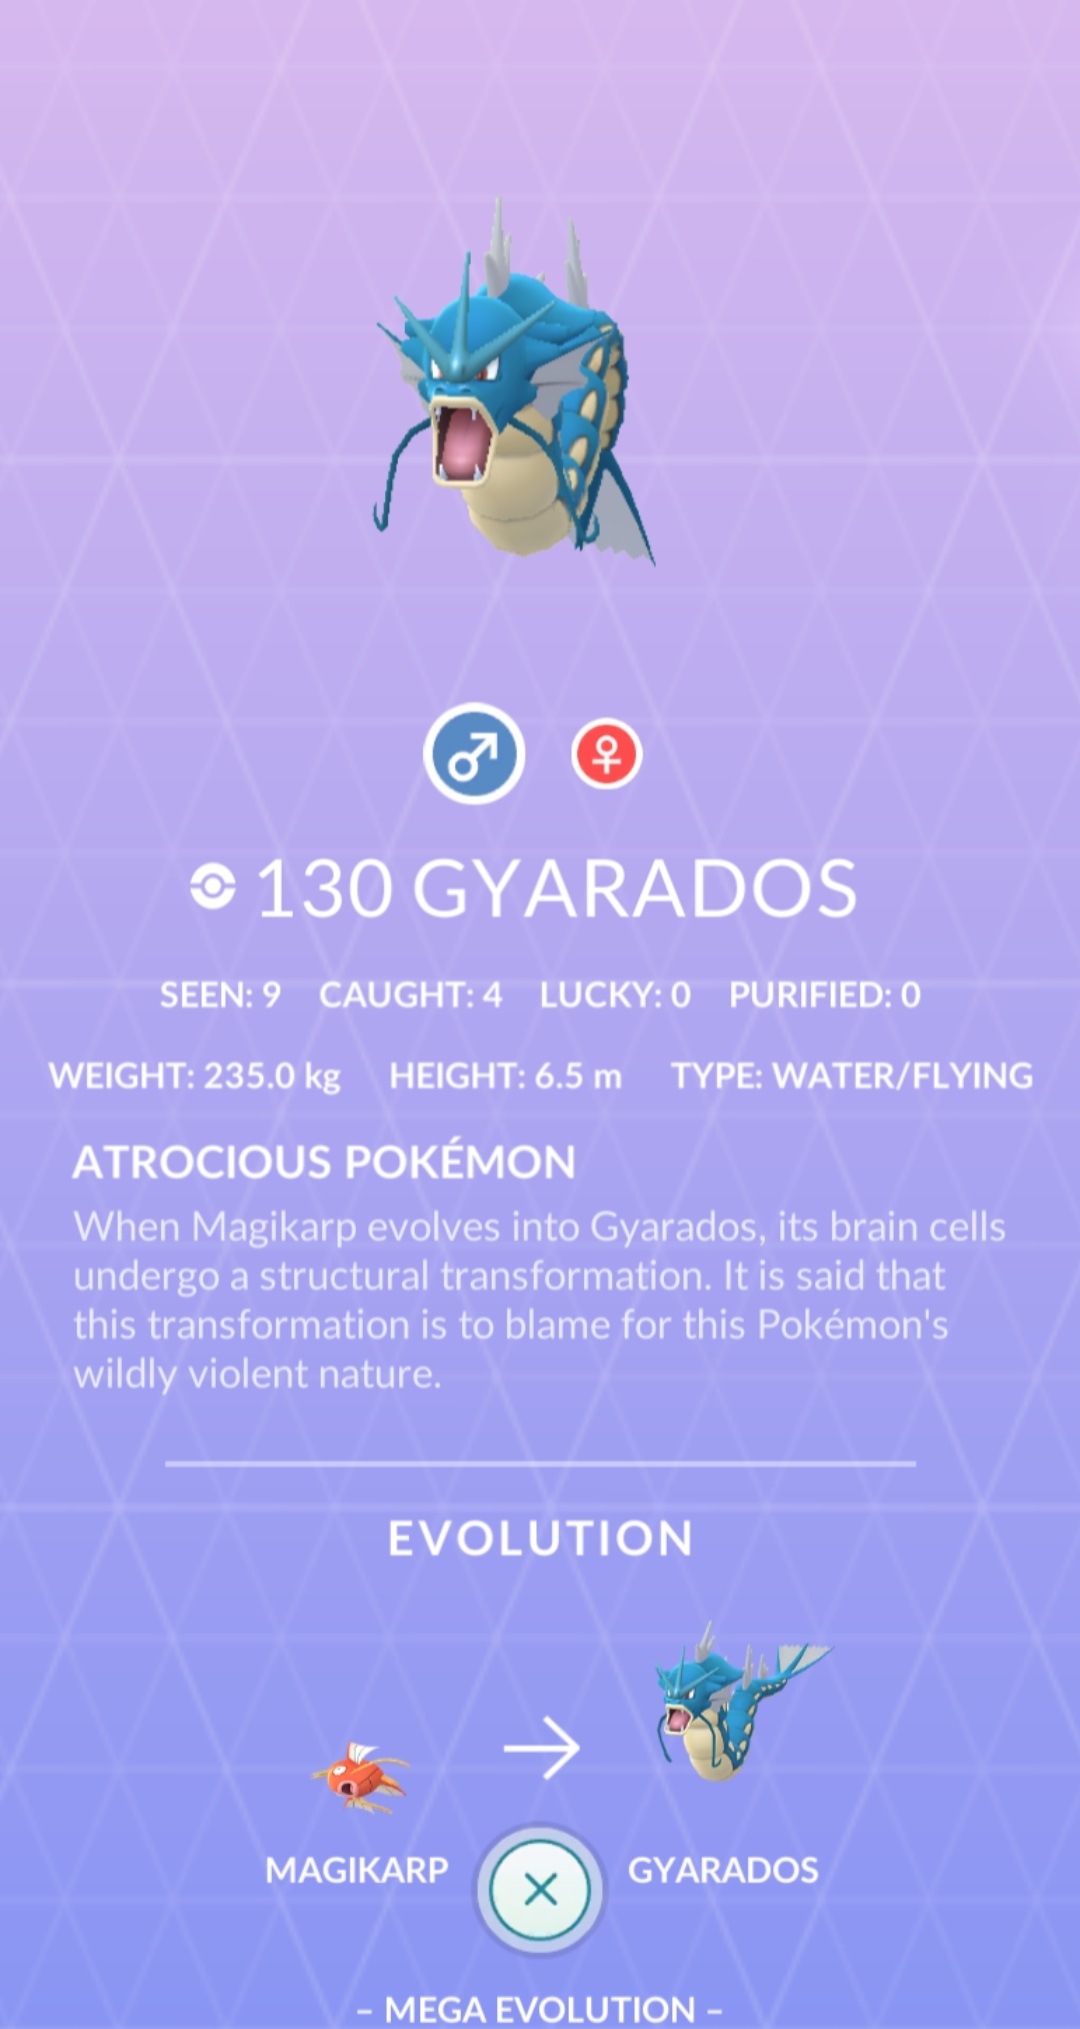 130 GYARADOS
SEEN: 9 CAUGHT: 4 LUCKY: 0 PURIFIED: 0
WEIGHT: 235.0 kg HEIGHT: 6.5 m TYPE: WATER/FLYING
ATROCIOUS POKÉMON
When Magikarp evolves into Gyarados, its brain cells
undergo a structural transformation. It is said that
this transformation is to blame for this Pokémon's
wildly violent nature.
EVOLUTION
MAGIKARP GYARADOS
– MEGA EVOLUTION –